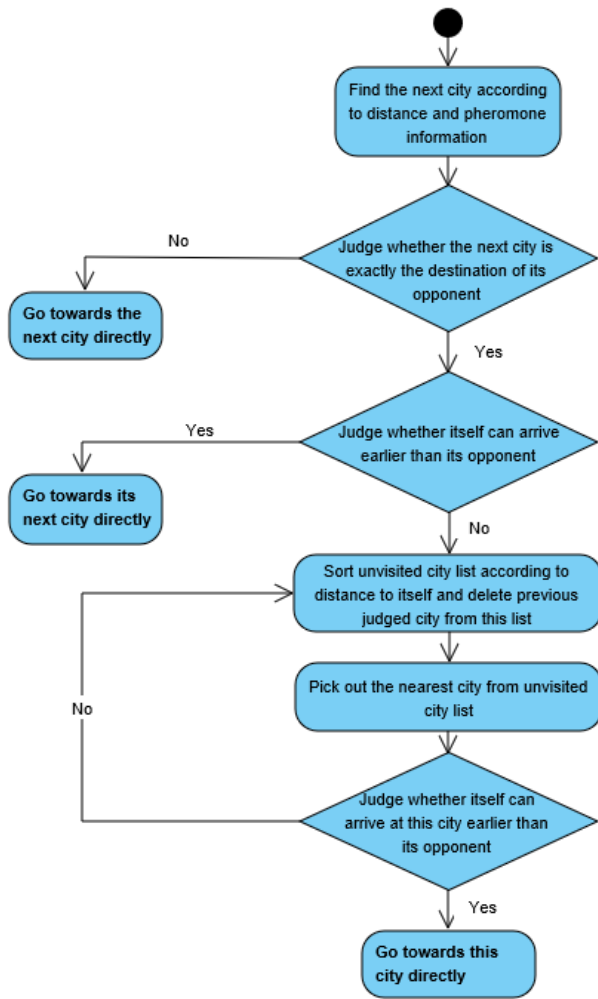 Find the next city according
to distance and pheromone
information
No
Judge whether the next city is
exactly the destination of its
opponent
Go towards the
next city directly
Yes
Yes
Judge whether itself can arrive
earlier than its opponent
Go towards its
next city directly
No
Sort unvisited city list according to
distance to itself and delete previous
judged city from this list
Pick out the nearest city from unvisited
city list
No
Judge whether itself can
arrive at this city earlier than
its opponent
Yes
Go towards this
city directly